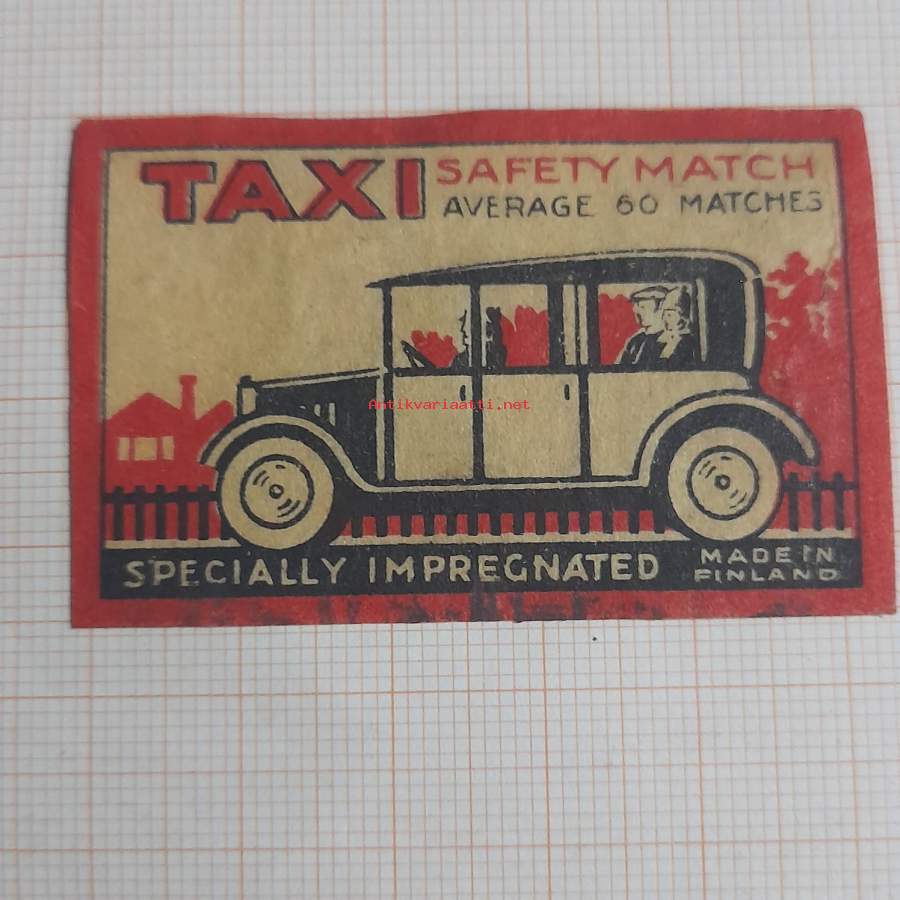 TAXI SAFETY MATCH
AVERAGE 60 MATCHES
Antikvariaatti.net
SPECIALLY IMPREGNATED
MADE IN
FINLAND